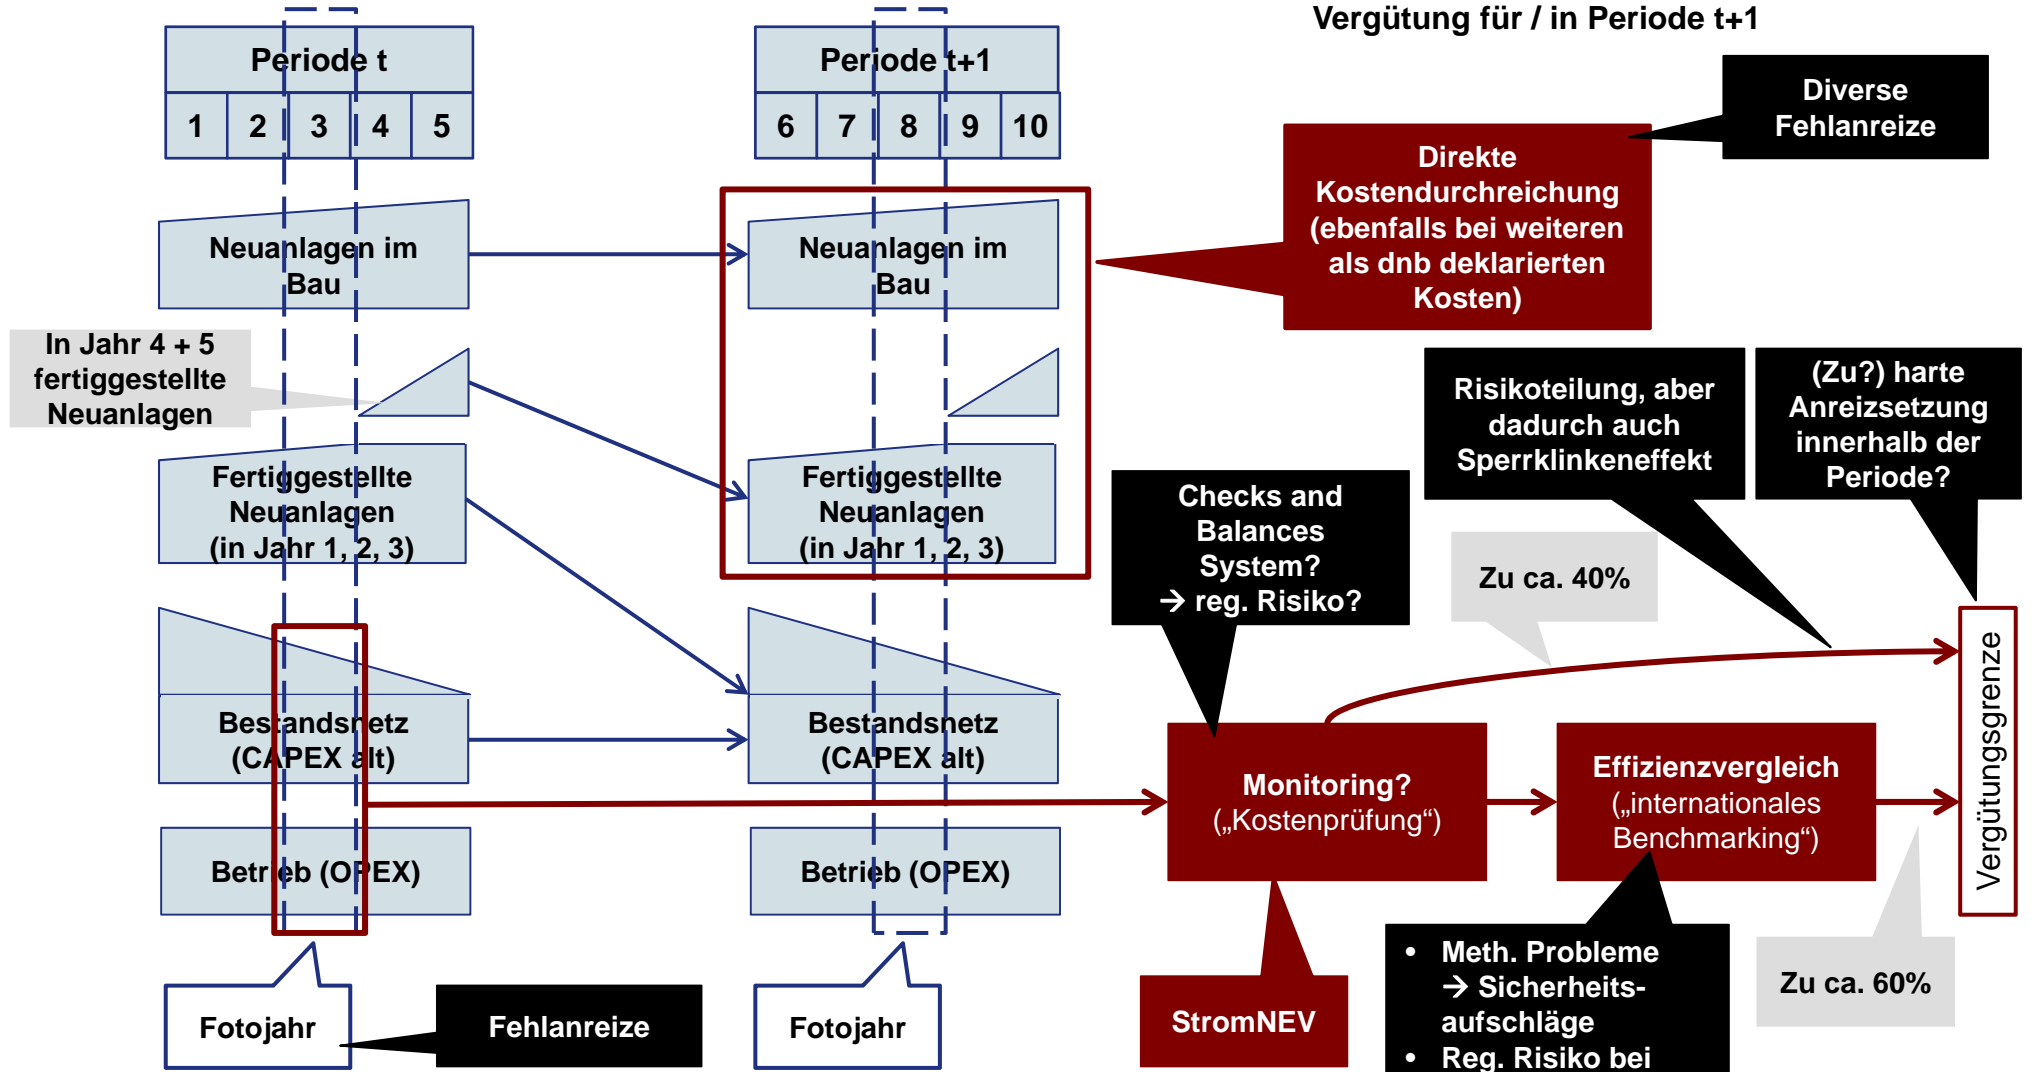 Vergütung für / in Periode t+1
Periode t
1 2 3 4 5
Periode t+1
6 7 8 9 10
Diverse
Fehlanreize
Direkte
Kostendurchreichung
(ebenfalls bei weiteren
als dnb deklarierten
Kosten)
Neuanlagen im
Bau
Neuanlagen im
Bau
In Jahr 4 + 5
fertiggestellte
Neuanlagen
Fertiggestellte
Neuanlagen
(in Jahr 1, 2, 3)
Fertiggestellte
Neuanlagen
(in Jahr 1, 2, 3)
Risikoteilung, aber
dadurch auch
Sperrklinkeneffekt
(Zu?) harte
Anreizsetzung
innerhalb der
Periode?
Checks and
Balances
System?
→ reg. Risiko?
Zu ca. 40%
Bestandsnetz
(CAPEX alt)
Bestandsnetz
(CAPEX alt)
Monitoring?
(„Kostenprüfung“)
Effizienzvergleich
(„internationales
Benchmarking“)
Vergütungsgrenze
Betrieb (OPEX)
Betrieb (OPEX)
Fotojahr
Fehlanreize
Fotojahr
StromNEV
• Meth. Probleme
→ Sicherheits-
aufschläge
• Reg. Risiko bei
Zu ca. 60%